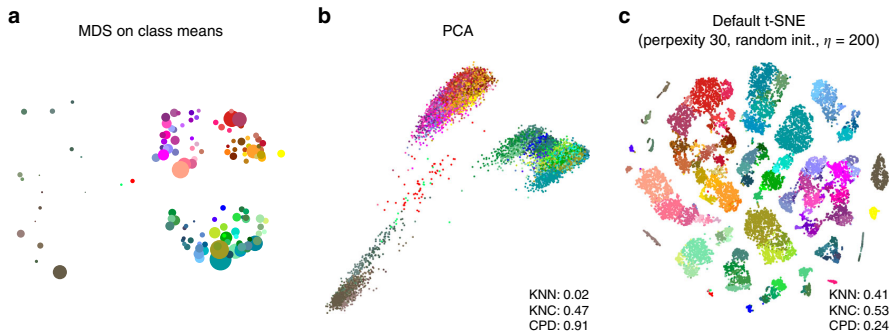 a
MDS on class means
b
PCA
KNN: 0.02
KNC: 0.47
CPD: 0.91
c
Default t-SNE
(perpexity 30, random init., η = 200)
KNN: 0.41
KNC: 0.53
CPD: 0.24